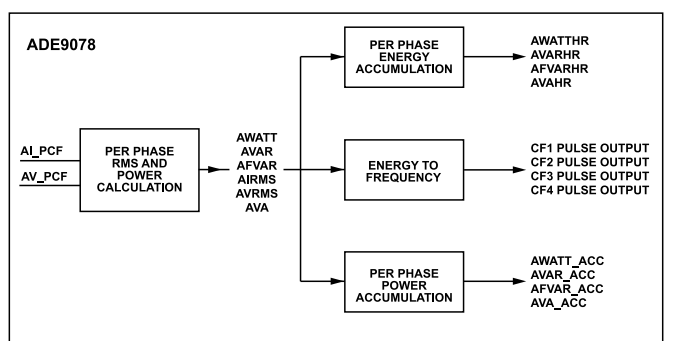 ADE9078
AI_PCF
AV_PCF
PER PHASE
RMS AND
POWER
CALCULATION
AWATT
AVAR
AFVAR
AIRMS
AVRMS
AVA
PER PHASE
ENERGY
ACCUMULATION
AWATTHR
AVARHR
AFVARHR
AVAHR
ENERGY TO
FREQUENCY
CF1 PULSE OUTPUT
CF2 PULSE OUTPUT
CF3 PULSE OUTPUT
CF4 PULSE OUTPUT
PER PHASE
POWER
ACCUMULATION
AWATT_ACC
AVAR_ACC
AFVAR_ACC
AVA_ACC